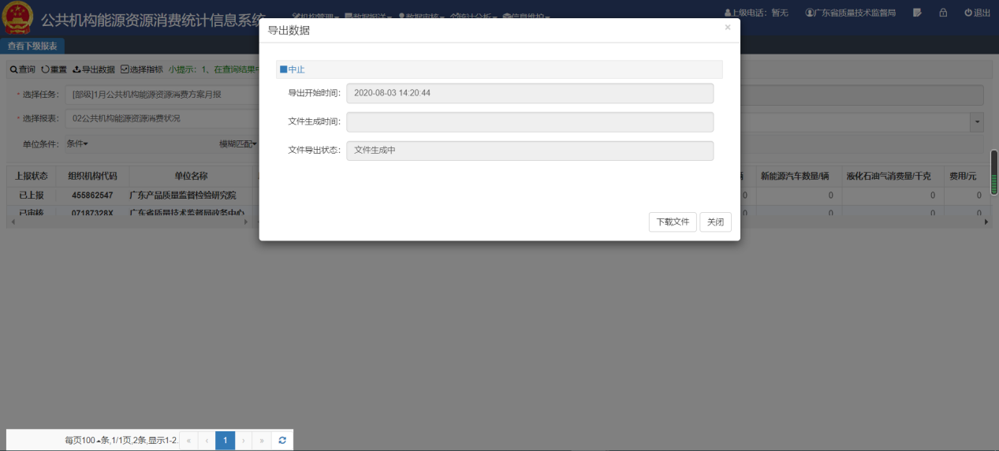 公共机构能源资源消费统计信息系统 机构管理 数据报送 数据审核 统计分析 信息维护 上级电话：暂无 广东省质量技术监督局 退出
查看下级报表
导出数据 ×
查询 重置 导出数据 选择指标 小提示：1、在查询结果中
中止
选择任务： [部级]1月公共机构能源资源消费方案月报
导出开始时间： 2020-08-03 14:20:44
选择报表： 02公共机构能源资源消费状况
文件生成时间：
单位条件： 条件 模糊匹配
文件导出状态： 文件生成中
上报状态 组织机构代码 单位名称 新能源汽车数量/辆 液化石油气消费量/千克 费用/元
已上报 455862547 广东产品质量监督检验研究院 0 0 0 0
已审核 07187328X 广东省质量技术监督局政务中心 0 0 0 0
下载文件 关闭
每页100条,1/1页,2条,显示1-2. « ‹ 1 › »